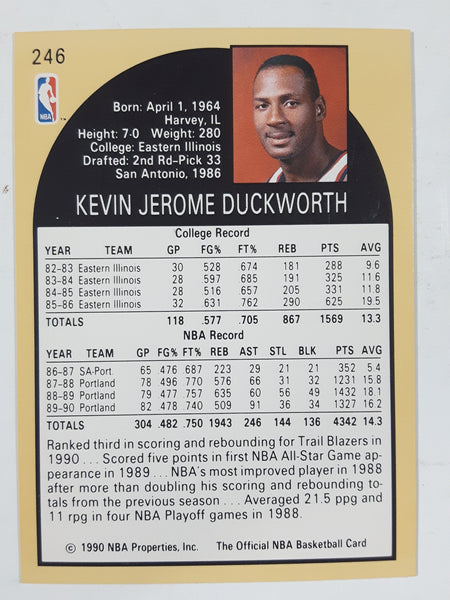 246
NBA
Born: April 1, 1964
Harvey, IL
Height: 7-0 Weight: 280
College: Eastern Illinois
Drafted: 2nd Rd-Pick 33
San Antonio, 1986
KEVIN JEROME DUCKWORTH
College Record
YEAR TEAM GP FG% FT% REB PTS AVG
82-83 Eastern Illinois 30 528 674 181 288 9.6
83-84 Eastern Illinois 28 597 685 191 325 11.6
84-85 Eastern Illinois 28 516 657 205 331 11.8
85-86 Eastern Illinois 32 .631 .762 290 625 19.5
TOTALS 118 .577 .705 867 1569 13.3
NBA Record
YEAR TEAM GP FG% FT% REB AST STL BLK PTS AVG
86-87 SA-Port. 65 .476 .687 223 29 21 21 352 5.4
87-88 Portland 78 .496 .770 576 66 31 32 1231 15.8
88-89 Portland 79 .477 .757 635 60 56 49 1432 18.1
89-90 Portland 82 .478 .740 509 91 36 34 1327 16.2
TOTALS 304 .482 .750 1943 246 144 136 4342 14.3
Ranked third in scoring and rebounding for Trail Blazers in
1990 . . . Scored five points in first NBA All-Star Game ap-
pearance in 1989 . . . NBA's most improved player in 1988
after more than doubling his scoring and rebounding to-
tals from the previous season . . . Averaged 21.5 ppg and
11 rpg in four NBA Playoff games in 1988.
© 1990 NBA Properties, Inc. The Official NBA Basketball Card